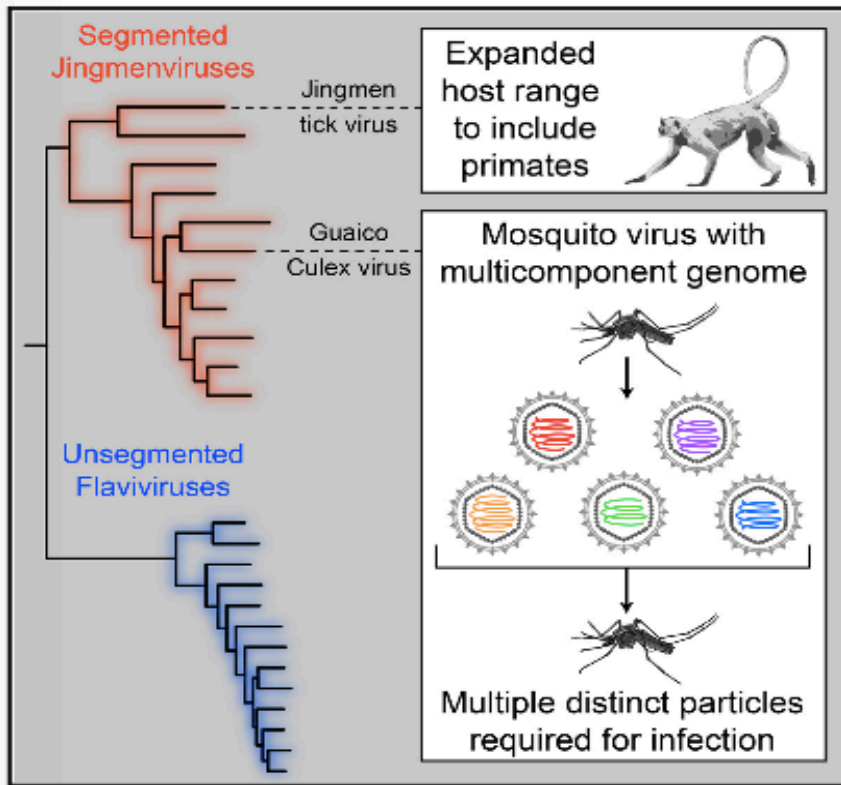 Segmented
Jingmenviruses
Jingmen
tick virus
Expanded
host range
to include
primates
Guaico
Culex virus
Mosquito virus with
multicomponent genome
Unsegmented
Flaviviruses
Multiple distinct particles
required for infection